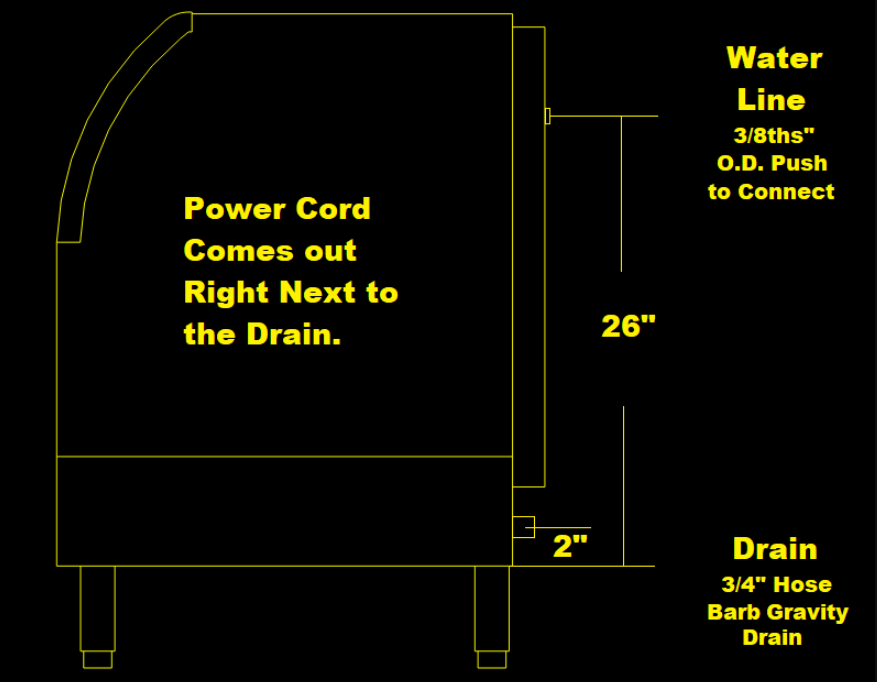 Water
Line
3/8ths"
O.D. Push
to Connect
Power Cord
Comes out
Right Next to
the Drain.
26"
2"
Drain
3/4" Hose
Barb Gravity
Drain